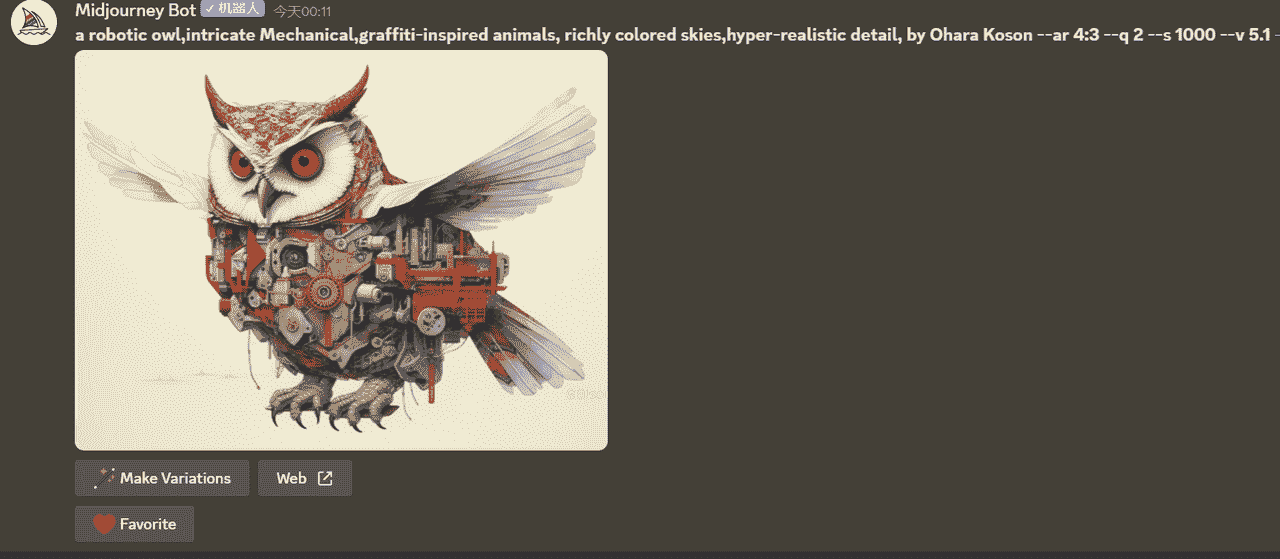 Midjourney Bot ✓ 机器人 今天00:11
a robotic owl,intricate Mechanical,graffiti-inspired animals, richly colored skies,hyper-realistic detail, by Ohara Koson --ar 4:3 --q 2 --s 1000 --v 5.1 -
Make Variations
Web
Favorite